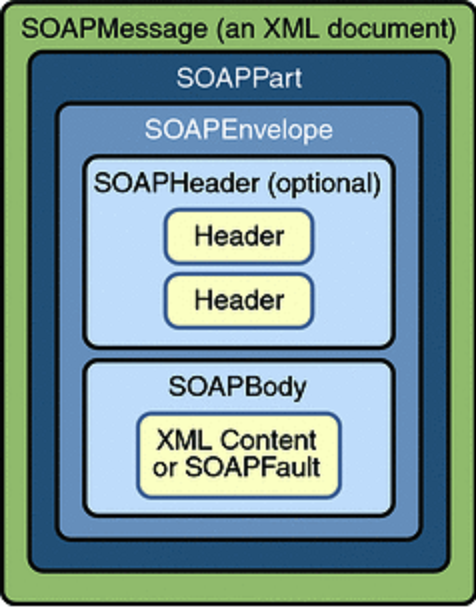 SOAPMessage (an XML document)
SOAPPart
SOAPEnvelope
SOAPHeader (optional)
Header
Header
SOAPBody
XML Content
or SOAPFault